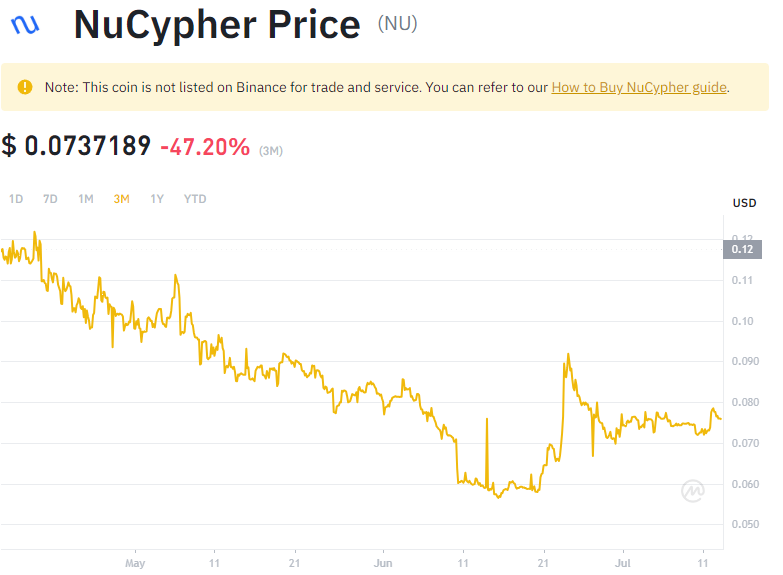 NuCypher Price (NU)
Note: This coin is not listed on Binance for trade and service. You can refer to our How to Buy NuCypher guide.
$ 0.0737189 -47.20% (3M)
1D 7D 1M 3M 1Y YTD
USD
0.12
0.12
0.11
0.10
0.090
0.080
0.070
0.060
0.050
May 11 21 Jun 11 21 Jul 11